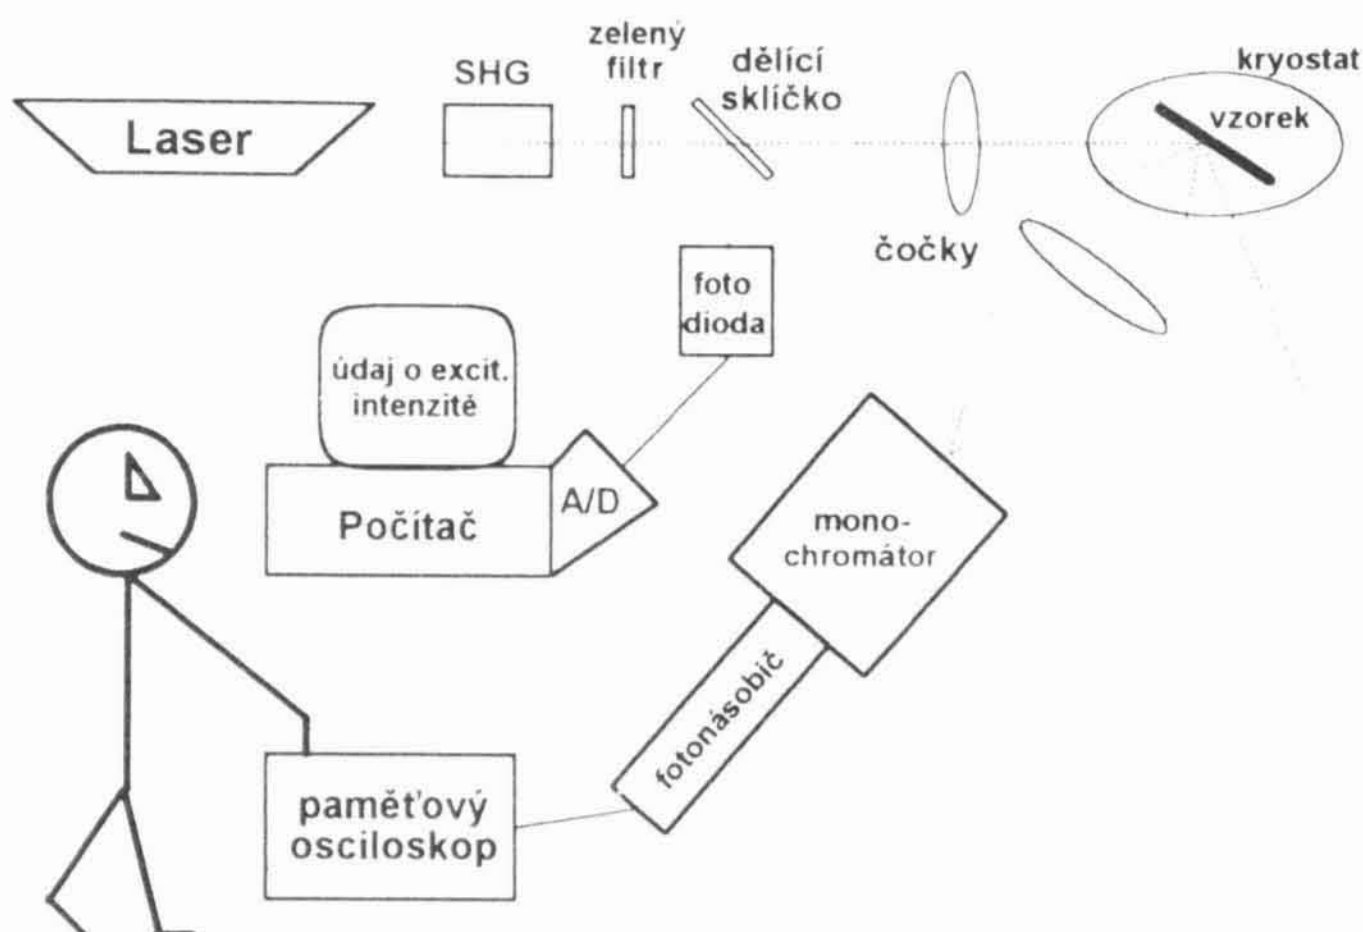 zelený
filtr
SHG
dělící
sklíčko
kryostat
Laser
vzorek
čočky
foto
dioda
údaj o excit.
intenzitě
A/D
Počítač
mono-
chromátor
fotonásobič
paměťový
osciloskop